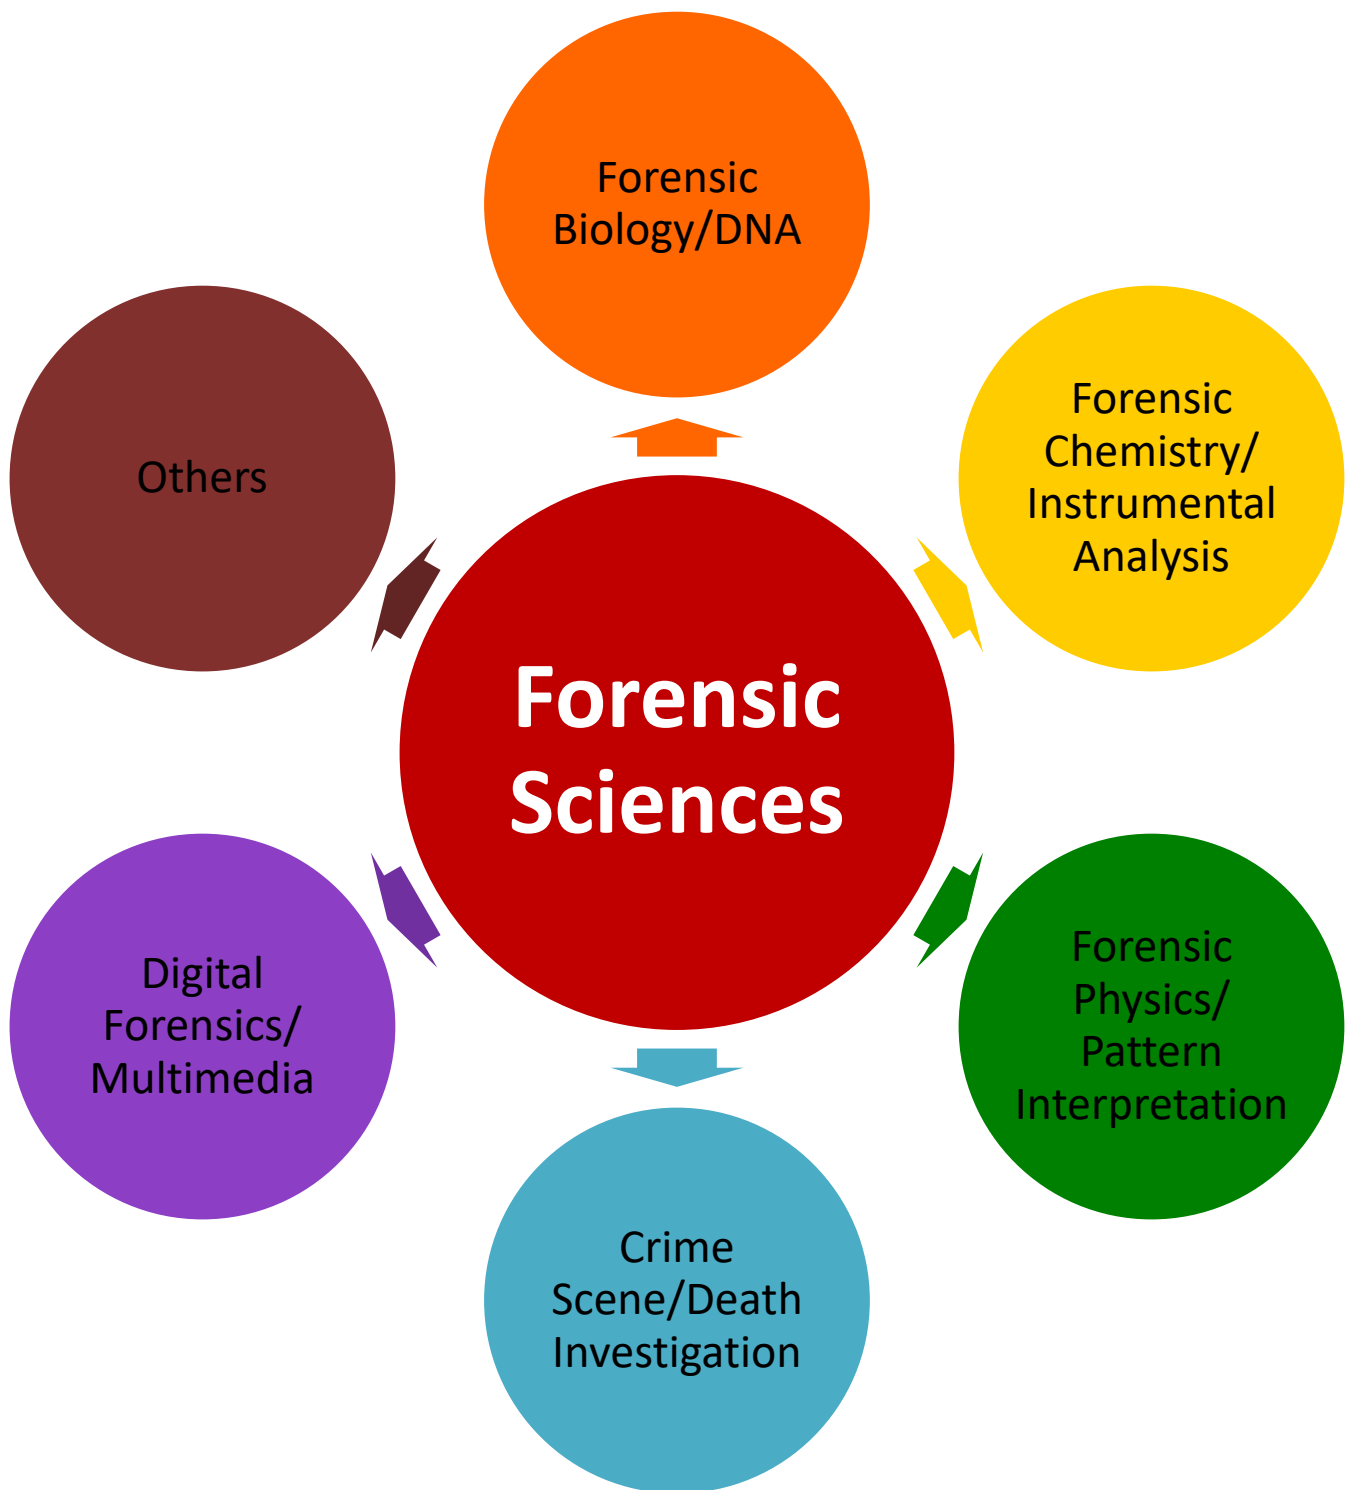 Forensic
Biology/DNA
Forensic
Chemistry/
Instrumental
Analysis
Forensic
Physics/
Pattern
Interpretation
Crime
Scene/Death
Investigation
Digital
Forensics/
Multimedia
Others
Forensic
Sciences